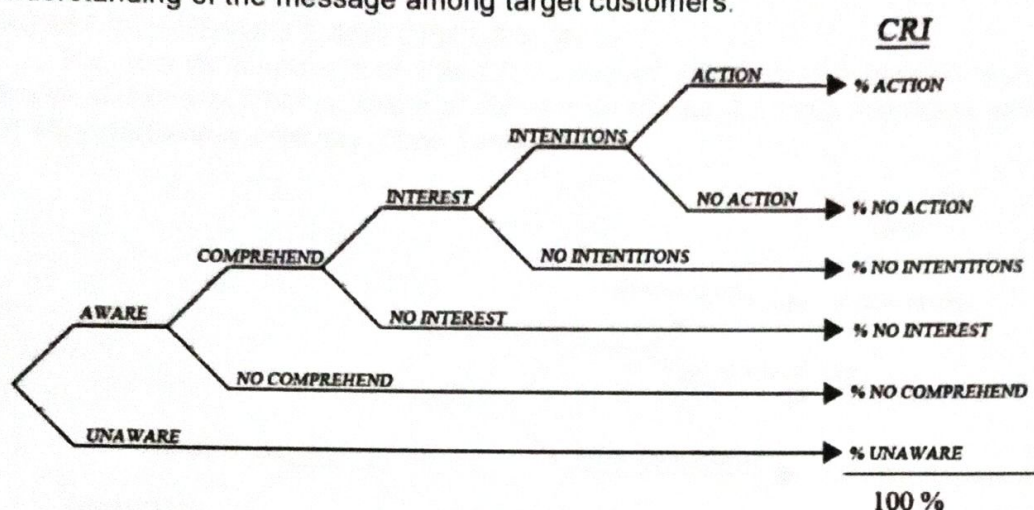 understanding of the message among target customers.
CRI
ACTION % ACTION
INTENTITONS
INTEREST NO ACTION % NO ACTION
COMPREHEND NO INTENTITONS % NO INTENTITONS
AWARE NO INTEREST % NO INTEREST
NO COMPREHEND % NO COMPREHEND
UNAWARE % UNAWARE
100 %